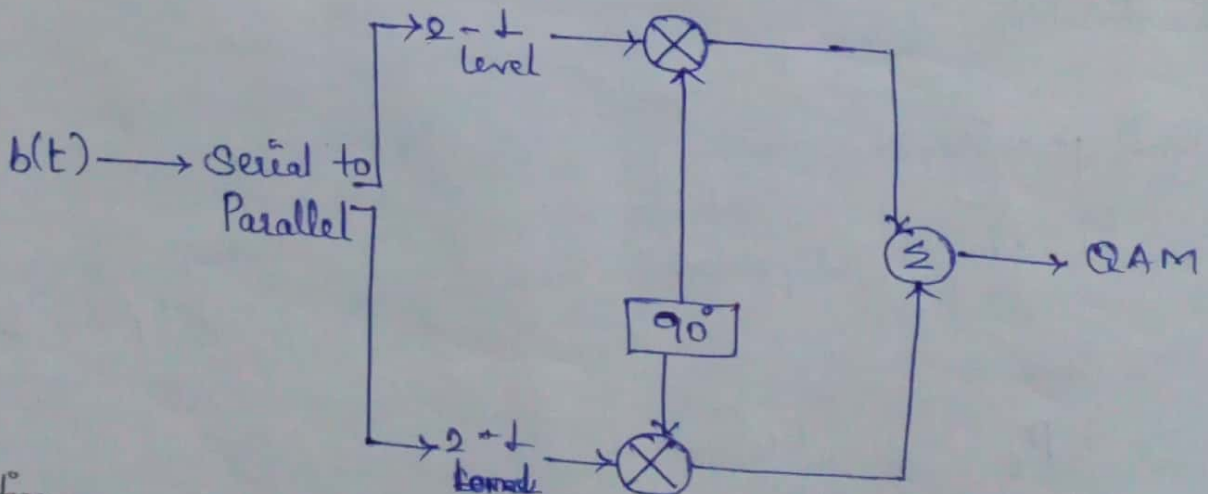 2 - L
level
b(t)
Serial to
Parallel
Σ
QAM
90°
2 - L